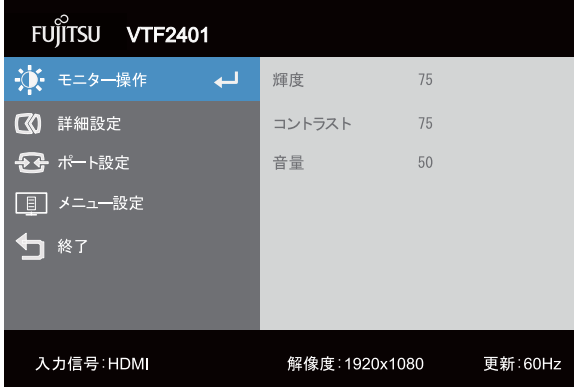 FUJITSU VTF2401
モニター操作
輝度 75
詳細設定
コントラスト 75
ポート設定
音量 50
メニュー設定
終了
入力信号:HDMI 解像度:1920x1080 更新:60Hz